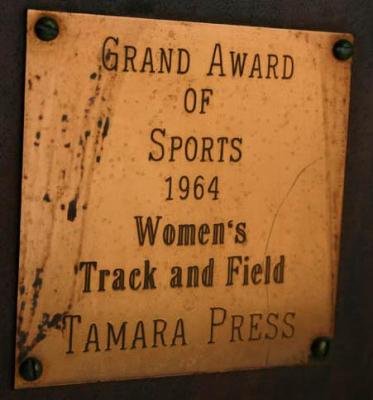 GRAND AWARD
OF
SPORTS
1964
Women's
Track and Field
TAMARA PRESS